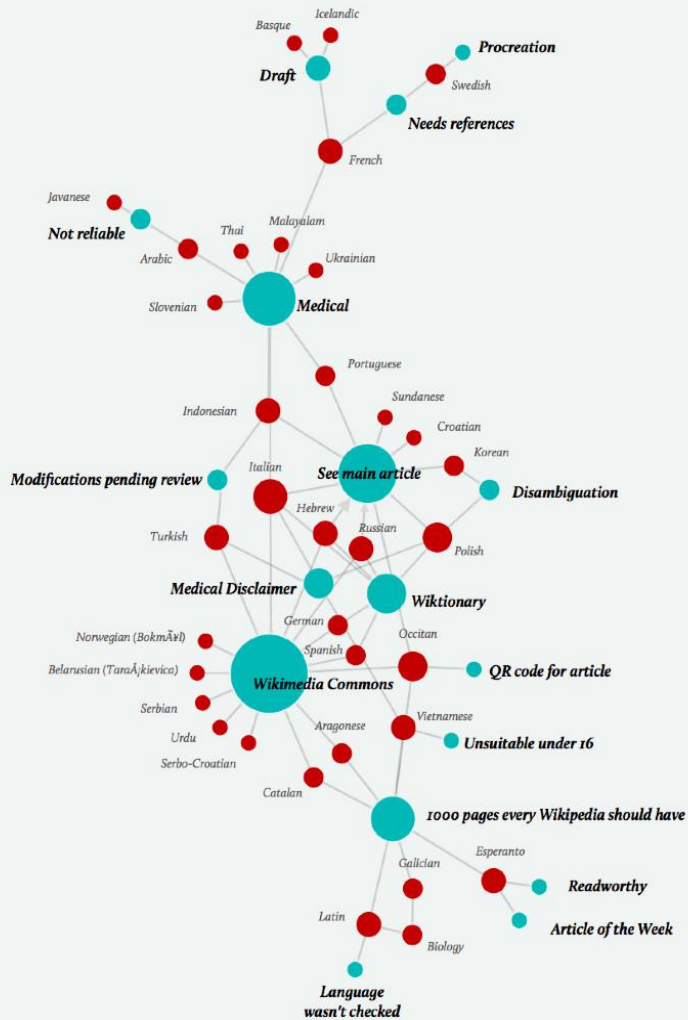 Icelandic
Basque
Procreation
Draft
Swedish
Needs references
French
Javanese
Malayalam
Not reliable
Thai
Arabic
Ukrainian
Slovenian
Medical
Portuguese
Sundanese
Indonesian
Croatian
Korean
Italian
See main article
Modifications pending review
Disambiguation
Hebrew
Russian
Turkish
Polish
Medical Disclaimer
Wiktionary
German
Occitan
Norwegian (BokmÃ¥l)
Spanish
Belarusian (TaraÅ¡kievica)
Wikimedia Commons
QR code for article
Serbian
Vietnamese
Urdu
Aragonese
Unsuitable under 16
Serbo-Croatian
Catalan
1000 pages every Wikipedia should have
Esperanto
Galician
Readworthy
Latin
Article of the Week
Biology
Language
wasn't checked